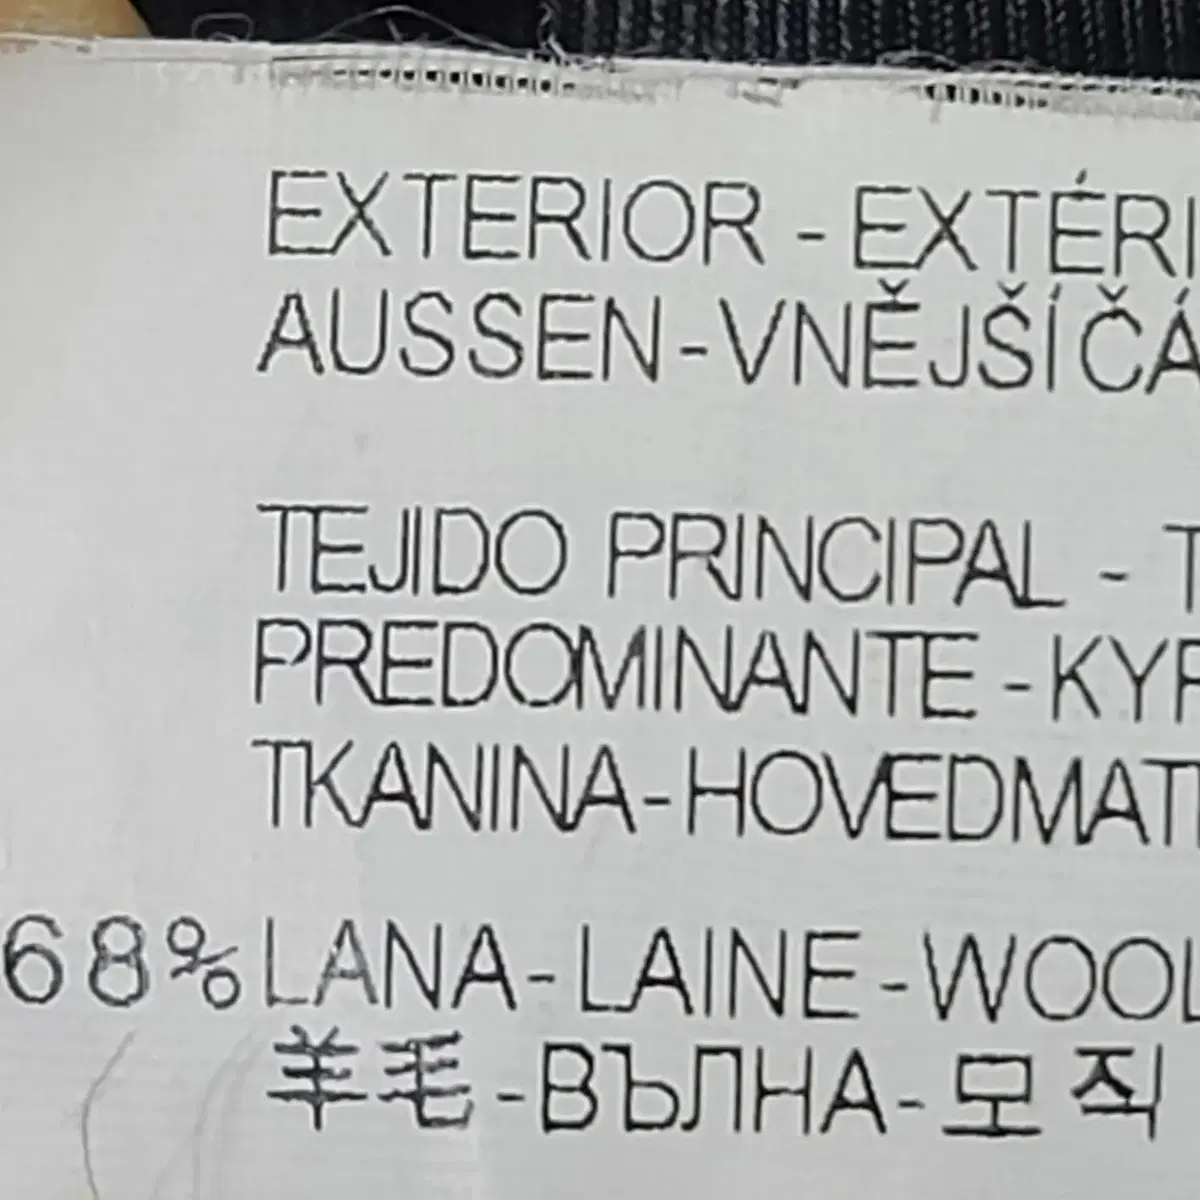 EXTERIOR - EXTÉRI
AUSSEN-VNĚJŠÍ ČÁ
TEJIDO PRINCIPAL - T
PREDOMINANTE - KYP
TKANINA-HOVEDMAT
68% LANA-LAINE-WOOL
羊毛-ВЪЛНА-모직